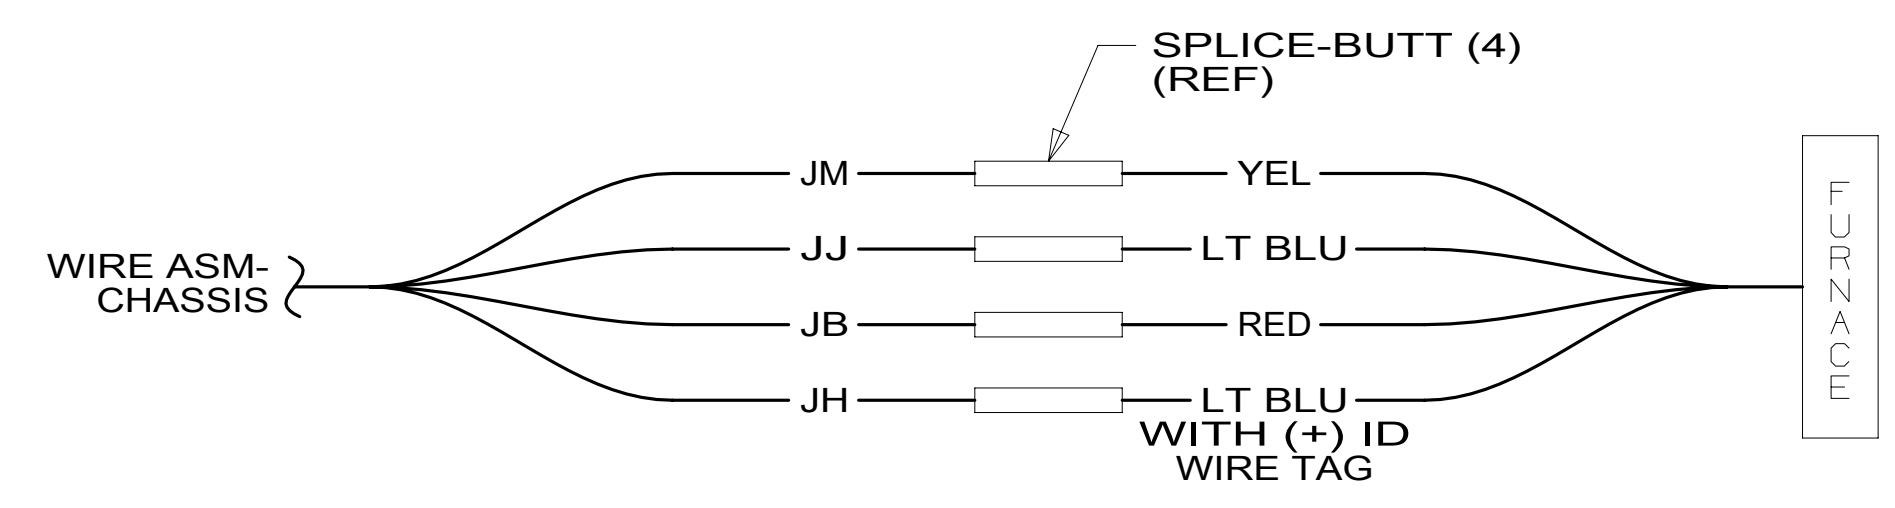 SPLICE-BUTT (4)
(REF)
JM
YEL
JJ
LT BLU
WIRE ASM-
CHASSIS
JB
RED
JH
LT BLU
WITH (+) ID
WIRE TAG
FURNACE